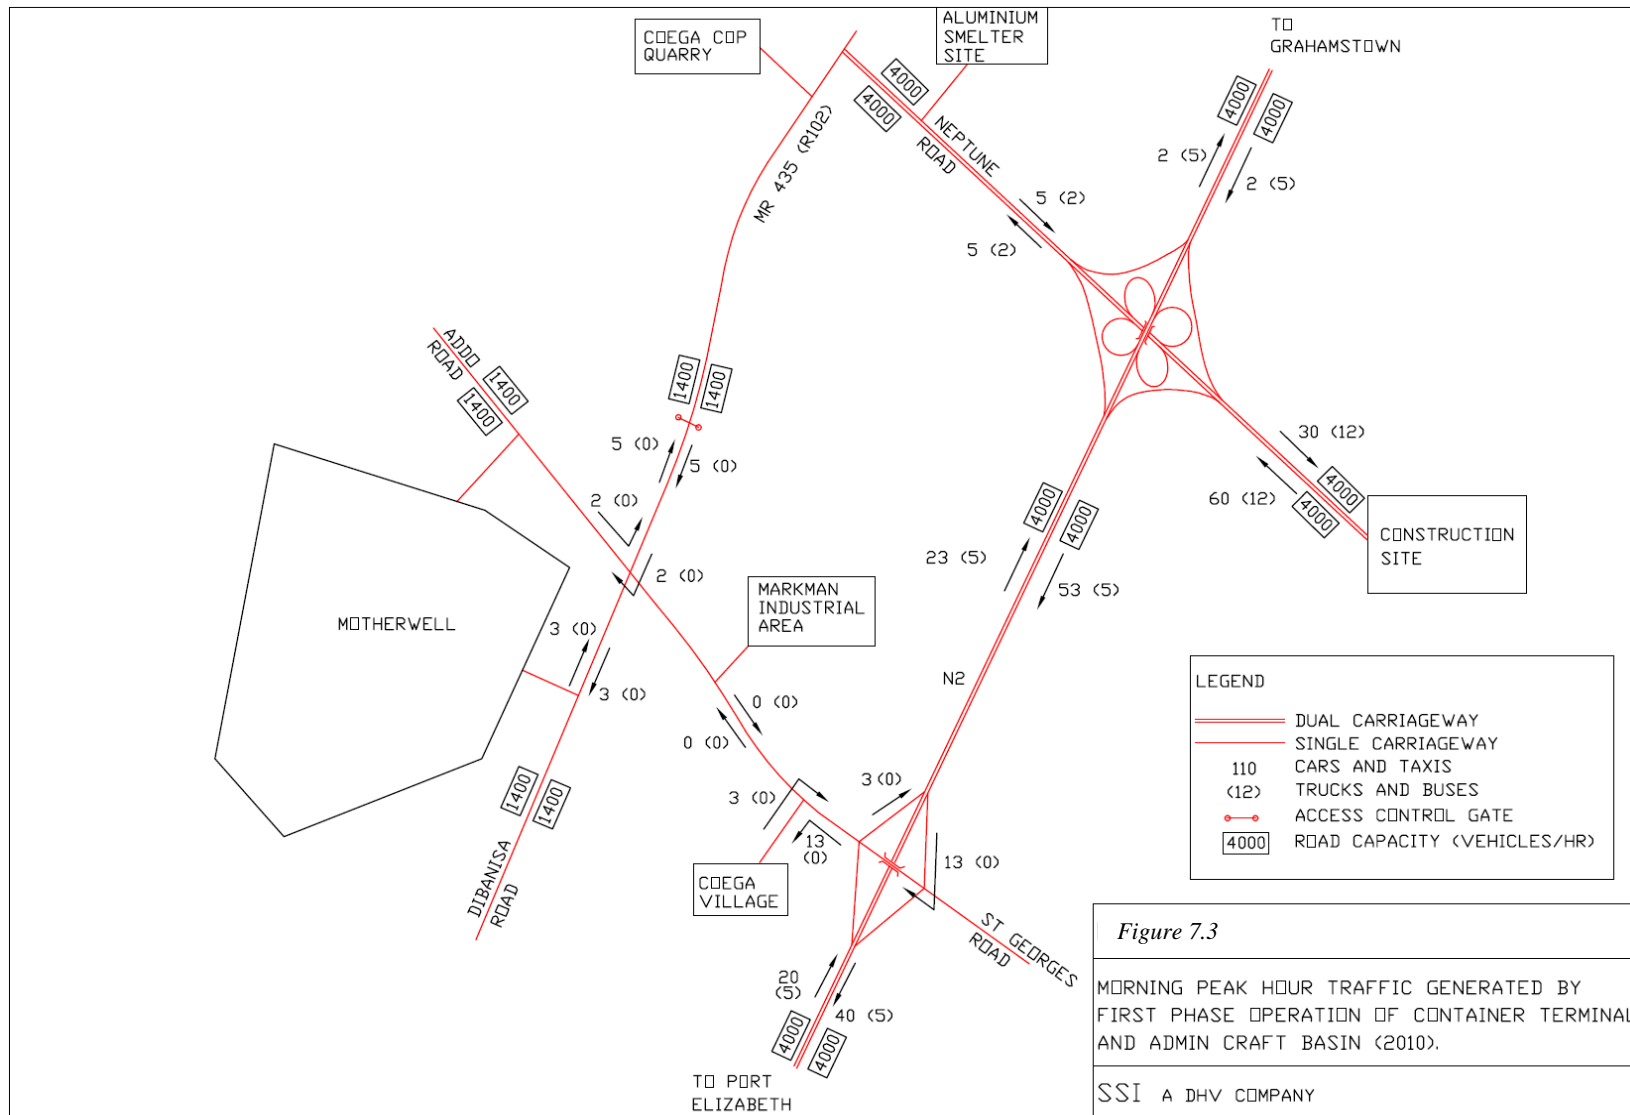 COEGA COP
QUARRY
ALUMINIUM
SMELTER
SITE
TO
GRAHAMSTOWN
4000
4000
4000
4000
NEPTUNE
ROAD
MR 435 (R102)
2 (5)
2 (5)
5 (2)
5 (2)
ADDO
ROAD
1400
1400
1400
1400
5 (0)
5 (0)
2 (0)
2 (0)
30 (12)
60 (12)
4000
4000
CONSTRUCTION
SITE
4000
4000
23 (5)
53 (5)
MOTHERWELL
3 (0)
3 (0)
MARKMAN
INDUSTRIAL
AREA
N2
0 (0)
0 (0)
1400
1400
DIBANISA
ROAD
3 (0)
3(0)
13
(0)
13 (0)
COEGA
VILLAGE
ST GEORGES
ROAD
20
(5)
40 (5)
4000
4000
TO PORT
ELIZABETH
LEGEND
DUAL CARRIAGEWAY
SINGLE CARRIAGEWAY
110 CARS AND TAXIS
(12) TRUCKS AND BUSES
ACCESS CONTROL GATE
4000 ROAD CAPACITY (VEHICLES/HR)
Figure 7.3
MORNING PEAK HOUR TRAFFIC GENERATED BY
FIRST PHASE OPERATION OF CONTAINER TERMINAL
AND ADMIN CRAFT BASIN (2010).
SSI A DHV COMPANY